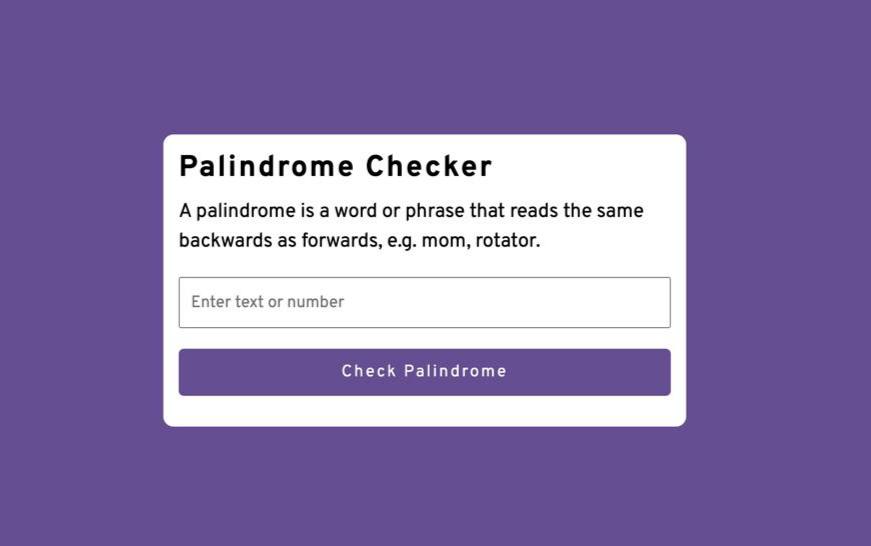 Palindrome Checker
A palindrome is a word or phrase that reads the same
backwards as forwards, e.g. mom, rotator.
Enter text or number
Check Palindrome